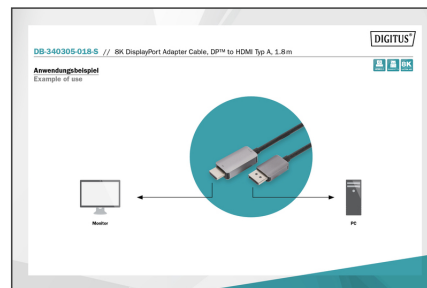 DIGITUS®
DB-340305-018-S // 8K DisplayPort Adapter Cable, DP™ to HDMI Typ A, 1.8 m
Anwendungsbeispiel
Example of use
8K
Monitor
PC